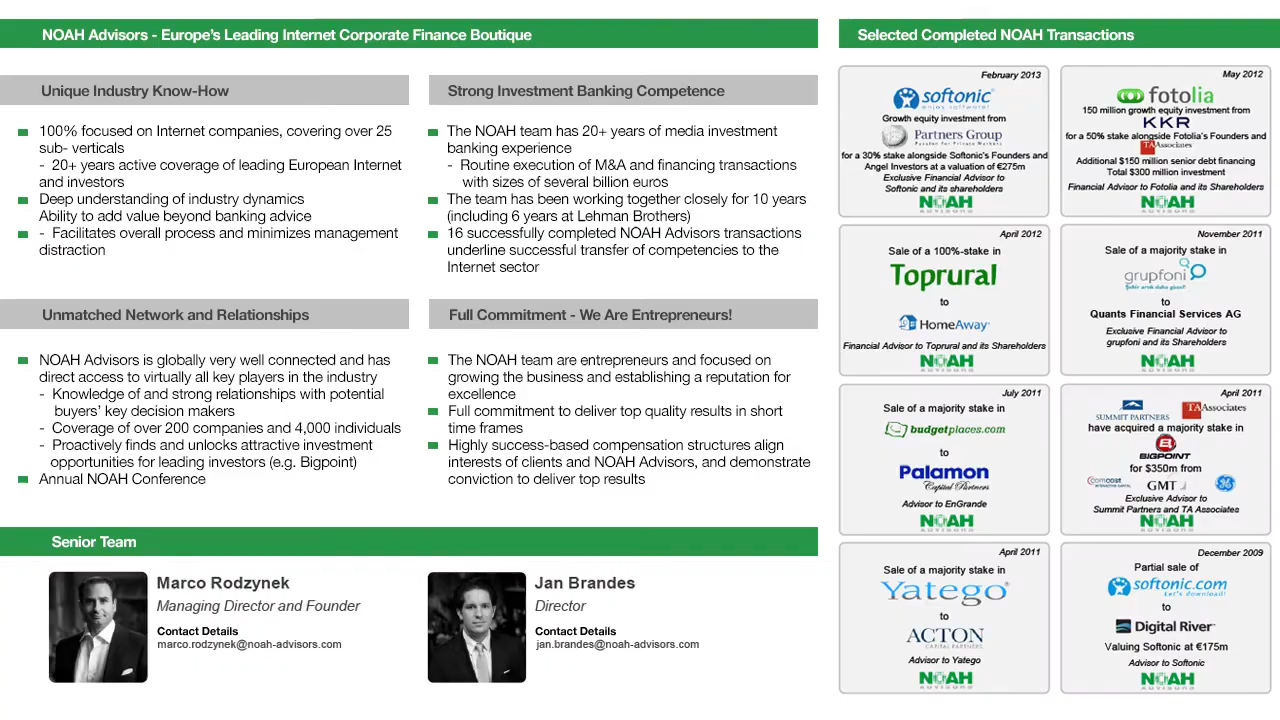 NOAH Advisors - Europe's Leading Internet Corporate Finance Boutique
Unique Industry Know-How
100% focused on Internet companies, covering over 25
sub- verticals
- 20+ years active coverage of leading European Internet
and investors
Deep understanding of industry dynamics
Ability to add value beyond banking advice
- Facilitates overall process and minimizes management
distraction
Strong Investment Banking Competence
The NOAH team has 20+ years of media investment
banking experience
- Routine execution of M&A and financing transactions
with sizes of several billion euros
The team has been working together closely for 10 years
(including 6 years at Lehman Brothers)
16 successfully completed NOAH Advisors transactions
underline successful transfer of competencies to the
Internet sector
Unmatched Network and Relationships
NOAH Advisors is globally very well connected and has
direct access to virtually all key players in the industry
- Knowledge of and strong relationships with potential
buyers' key decision makers
- Coverage of over 200 companies and 4,000 individuals
- Proactively finds and unlocks attractive investment
opportunities for leading investors (e.g. Bigpoint)
Annual NOAH Conference
Full Commitment - We Are Entrepreneurs!
The NOAH team are entrepreneurs and focused on
growing the business and establishing a reputation for
excellence
Full commitment to deliver top quality results in short
time frames
Highly success-based compensation structures align
interests of clients and NOAH Advisors, and demonstrate
conviction to deliver top results
Senior Team
Marco Rodzynek
Managing Director and Founder
Contact Details
marco.rodzynek@noah-advisors.com
Jan Brandes
Director
Contact Details
jan.brandes@noah-advisors.com
Selected Completed NOAH Transactions
February 2013
softonic
enjoy software!
Growth equity investment from
Partners Group
Passion for Private Markets
for a 30% stake alongside Softonic's Founders and
Angel Investors at a valuation of €275m
Exclusive Financial Advisor to
Softonic and its shareholders
NOAH
ADVISORS
May 2012
fotolia
150 million growth equity investment from
KKR
for a 50% stake alongside Fotolia's Founders and
TA Associates
Additional $150 million senior debt financing
Total $300 million investment
Financial Advisor to Fotolia and its Shareholders
NOAH
ADVISORS
April 2012
Sale of a 100%-stake in
Toprural
to
HomeAway
Financial Advisor to Toprural and its Shareholders
NOAH
ADVISORS
November 2011
Sale of a majority stake in
grupfoni
to
Quants Financial Services AG
Exclusive Financial Advisor to
grupfoni and its Shareholders
NOAH
ADVISORS
July 2011
Sale of a majority stake in
budgetplaces.com
to
Palamon
Capital Partners
Advisor to EnGrande
NOAH
ADVISORS
April 2011
SUMMIT PARTNERS TA Associates
have acquired a majority stake in
BIGPOINT
for $350m from
comcast GMT GE
Exclusive Advisor to
Summit Partners and TA Associates
NOAH
ADVISORS
April 2011
Sale of a majority stake in
Yatego
to
ACTON
CAPITAL PARTNERS
Advisor to Yatego
NOAH
ADVISORS
December 2009
Partial sale of
softonic.com
Let's download!
to
Digital River
Valuing Softonic at €175m
Advisor to Softonic
NOAH
ADVISORS